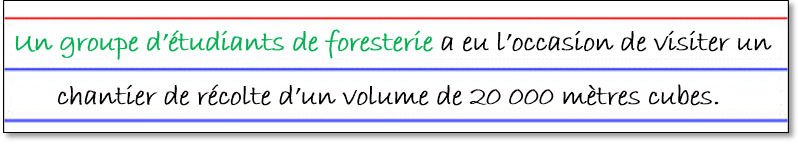 Un groupe d'étudiants de foresterie a eu l'occasion de visiter un
chantier de récolte d'un volume de 20 000 mètres cubes.